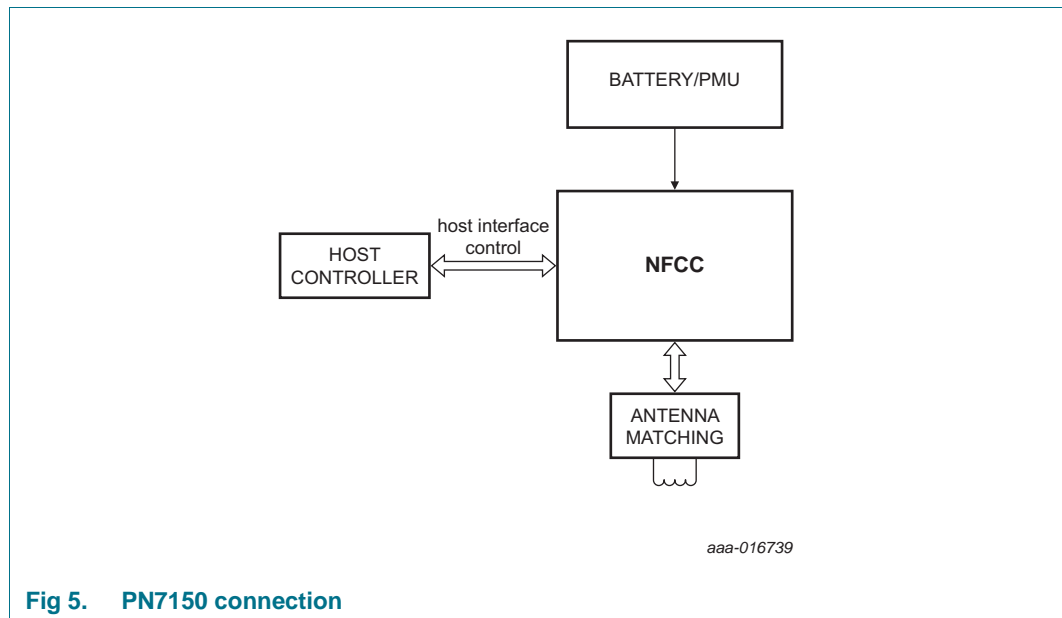 BATTERY/PMU
host interface
control
HOST
CONTROLLER
NFCC
ANTENNA
MATCHING
aaa-016739
Fig 5. PN7150 connection